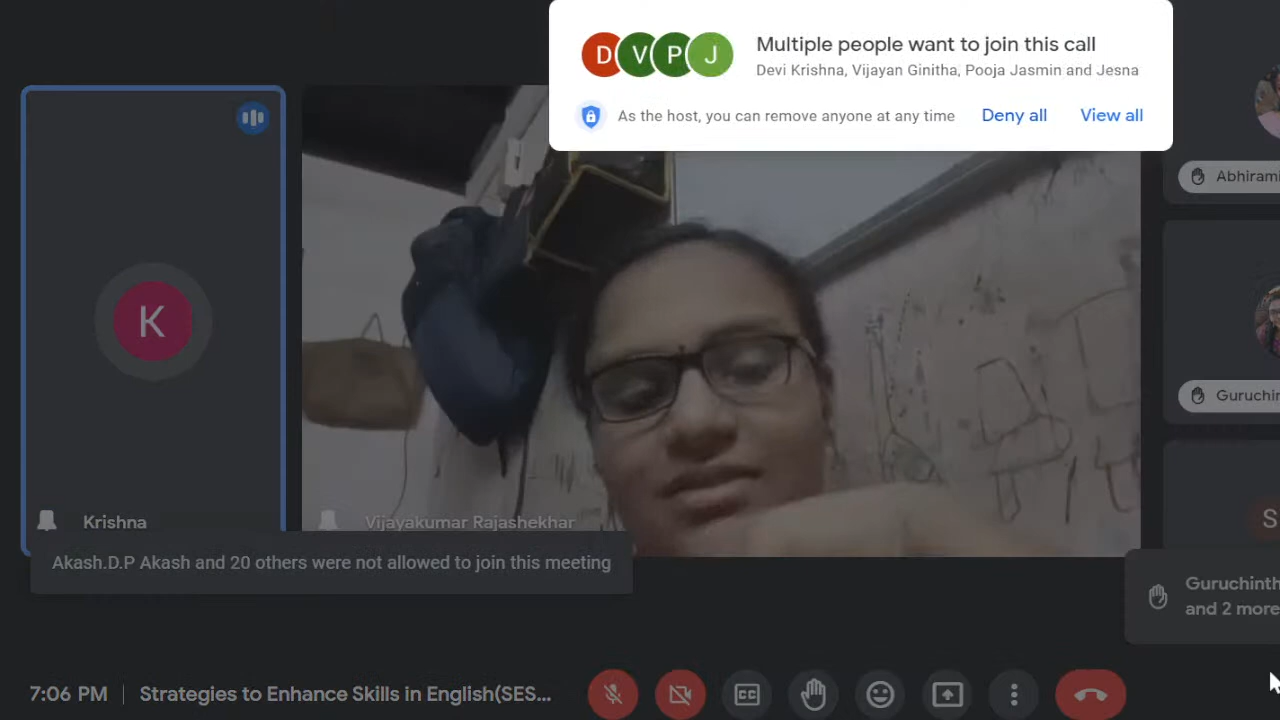 D V P J
Multiple people want to join this call
Devi Krishna, Vijayan Ginitha, Pooja Jasmin and Jesna
As the host, you can remove anyone at any time
Deny all
View all
K
Krishna
Vijayakumar Rajashekhar
Abhirami
Guruchin
S
Akash.D.P Akash and 20 others were not allowed to join this meeting
Guruchinth
and 2 more
7:06 PM
Strategies to Enhance Skills in English(SES...
CC